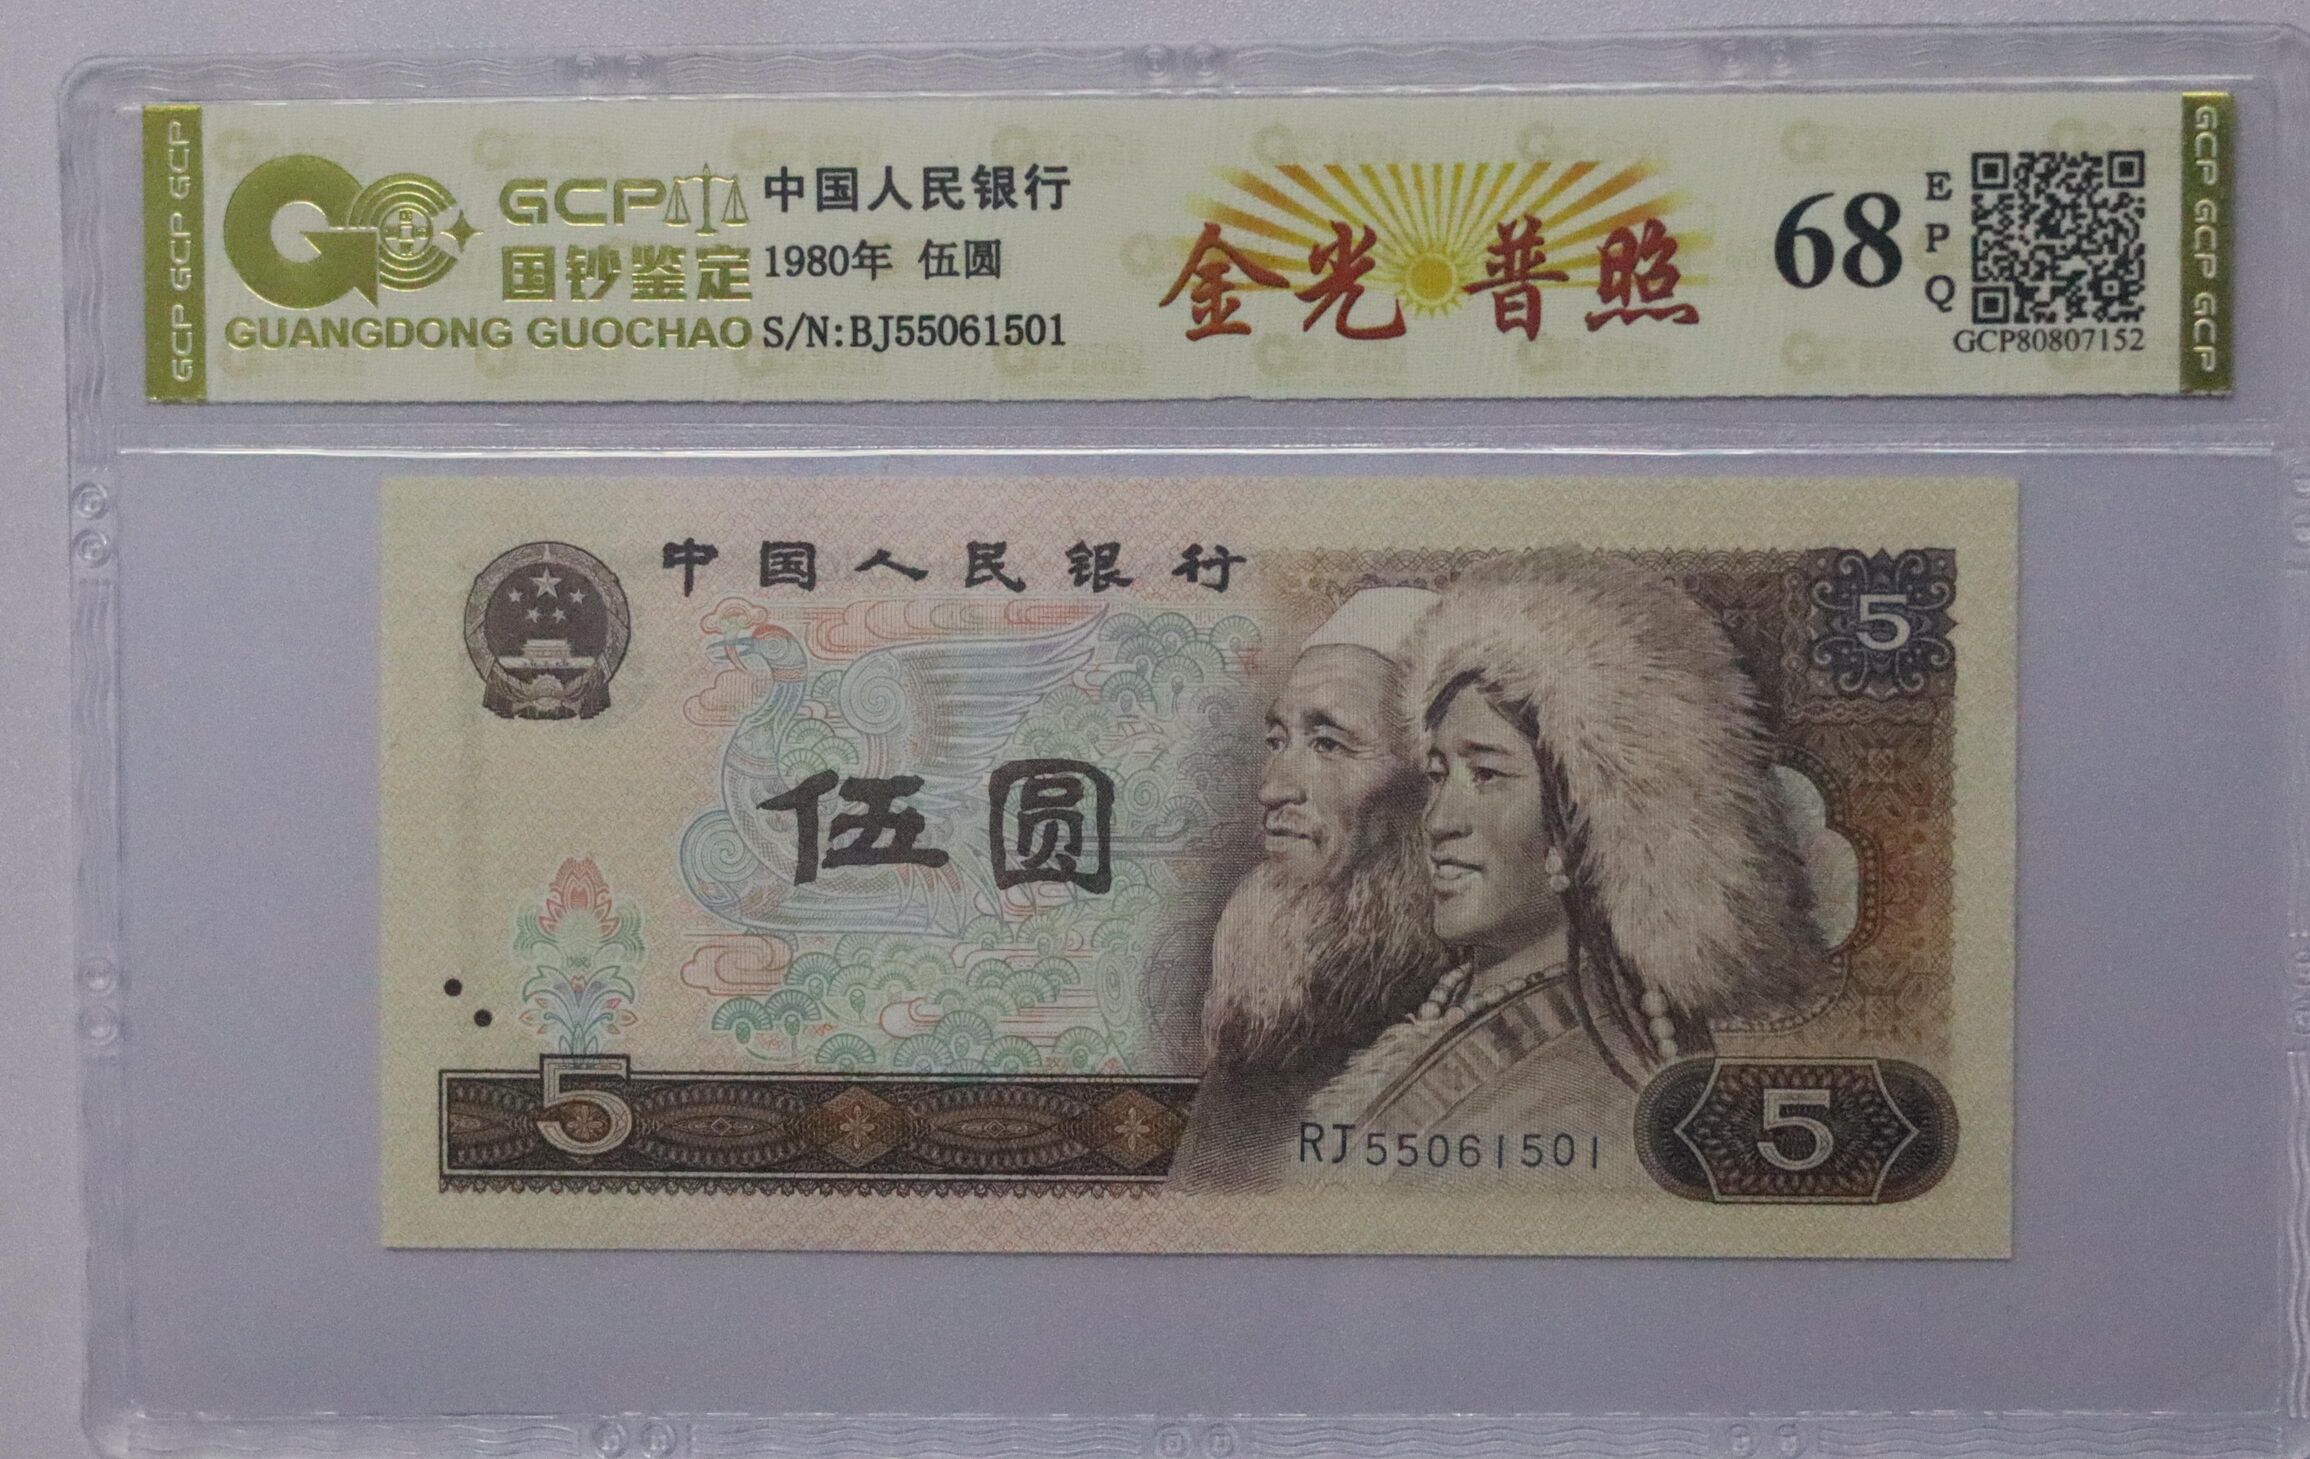 GCP GCP GCP
GCP
国钞鉴定
GUANGDONG GUOCHAO
中国人民银行
1980年 伍圆
S/N:BJ55061501
金光普照
68
EPQ
GCP80807152
GCP GCP GCP
中国人民银行
5
伍圆
5
RJ55061501
5